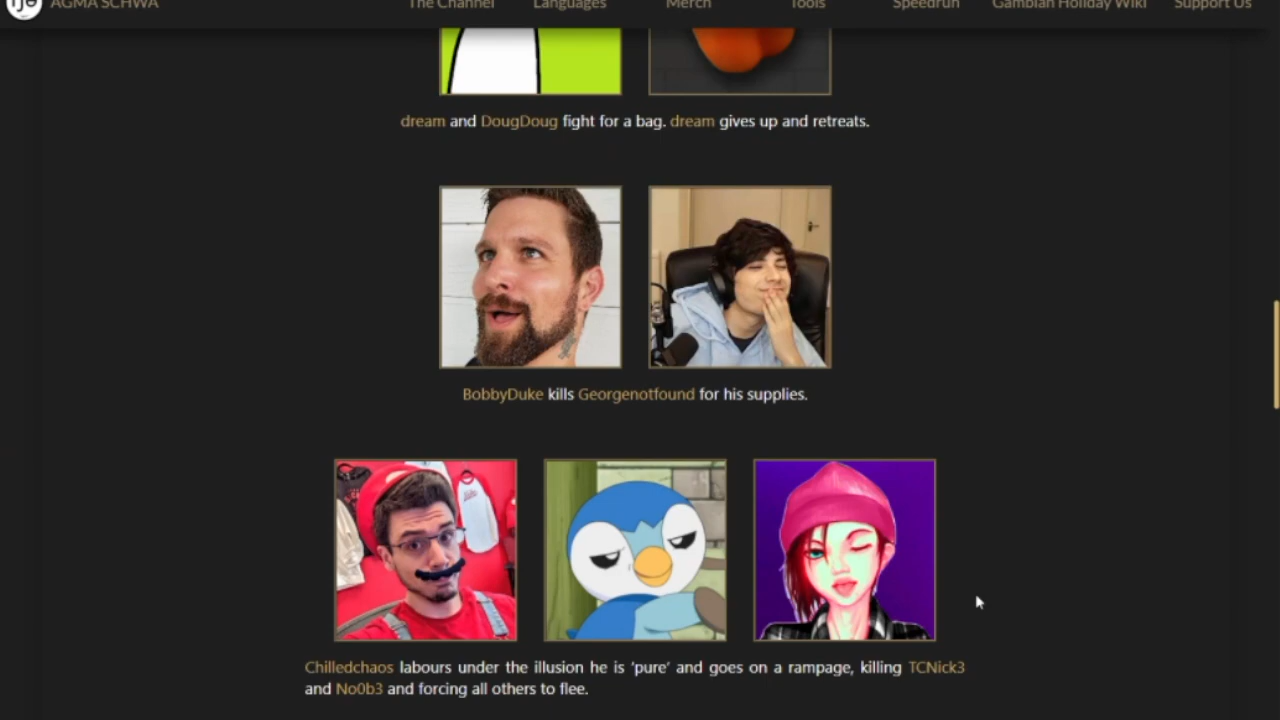 AGMA SCHWA
The Channel
Languages
Merch
Tools
Speedrun
Gambian Holiday Wiki
Support Us
dream and DougDoug fight for a bag. dream gives up and retreats.
BobbyDuke kills Georgenotfound for his supplies.
Chilledchaos labours under the illusion he is 'pure' and goes on a rampage, killing TCNick3
and No0b3 and forcing all others to flee.